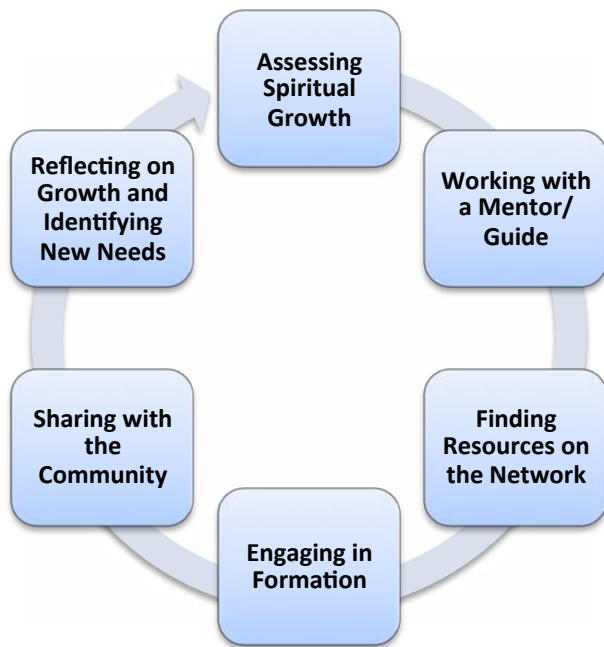 Assessing
Spiritual
Growth
Working with
a Mentor/
Guide
Finding
Resources on
the Network
Engaging in
Formation
Sharing with
the
Community
Reflecting on
Growth and
Identifying
New Needs